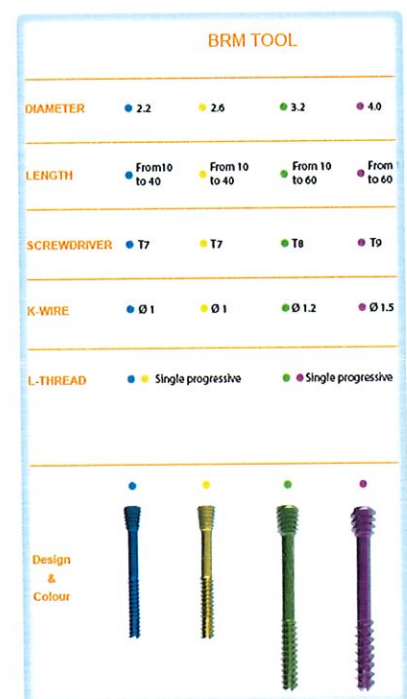 BRM TOOL
DIAMETER 2.2 2.6 3.2 4.0
LENGTH From10 to 40 From 10 to 40 From 10 to 60 From 1 to 60
SCREWDRIVER T7 T7 T8 T9
K-WIRE Ø 1 Ø 1 Ø 1.2 Ø 1.5
L-THREAD Single progressive Single progressive
Design
&
Colour